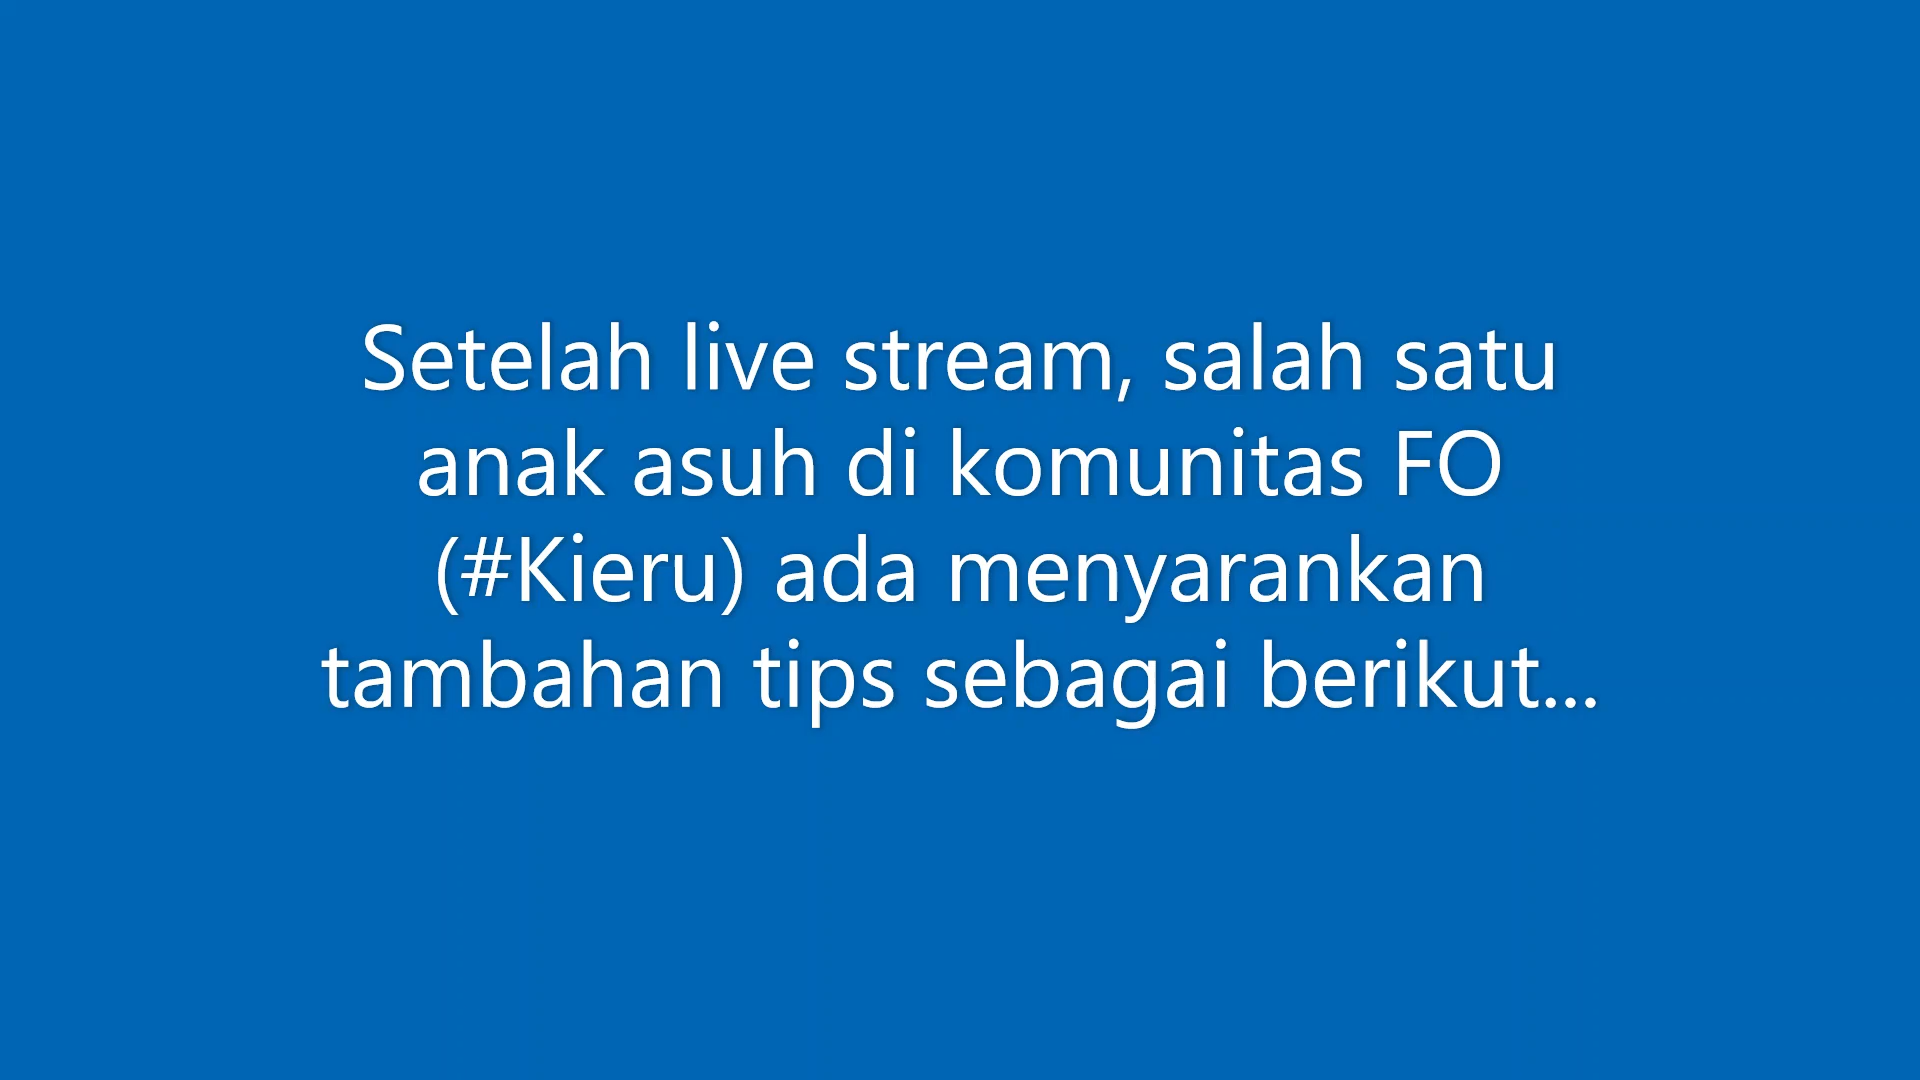 Setelah live stream, salah satu
anak asuh di komunitas FO
(#Kieru) ada menyarankan
tambahan tips sebagai berikut...